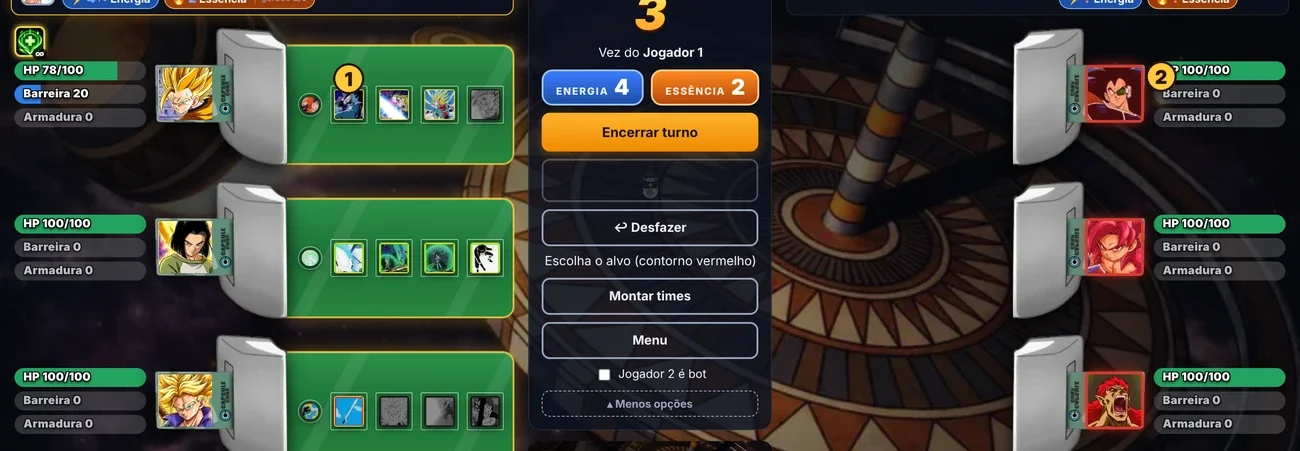 Energia
Essência
3
Energia
Essência
∞
HP 78/100
Barreira 20
Armadura 0
1
Vez do Jogador 1
ENERGIA 4
ESSÊNCIA 2
Encerrar turno
2
100/100
Barreira 0
Armadura 0
HP 100/100
Barreira 0
Armadura 0
↩ Desfazer
Escolha o alvo (contorno vermelho)
Montar times
Menu
HP 100/100
Barreira 0
Armadura 0
HP 100/100
Barreira 0
Armadura 0
Jogador 2 é bot
▴ Menos opções
HP 100/100
Barreira 0
Armadura 0